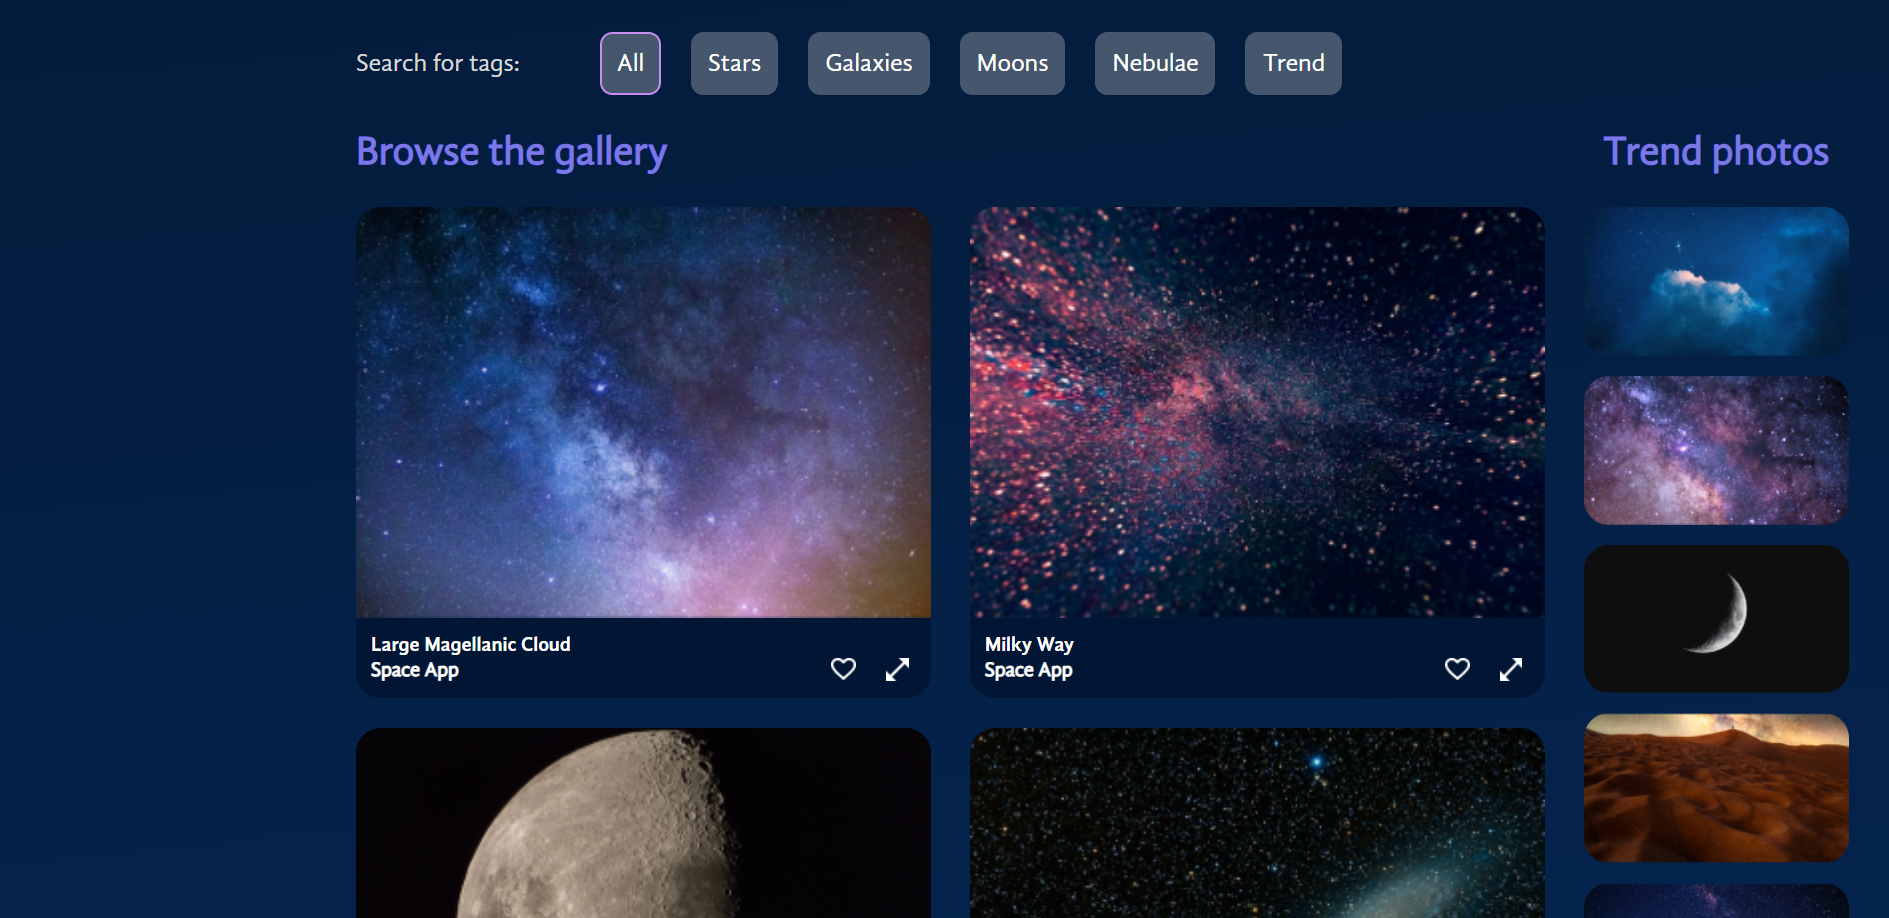 Search for tags:
All
Stars
Galaxies
Moons
Nebulae
Trend
Browse the gallery
Trend photos
Large Magellanic Cloud
Space App
Milky Way
Space App